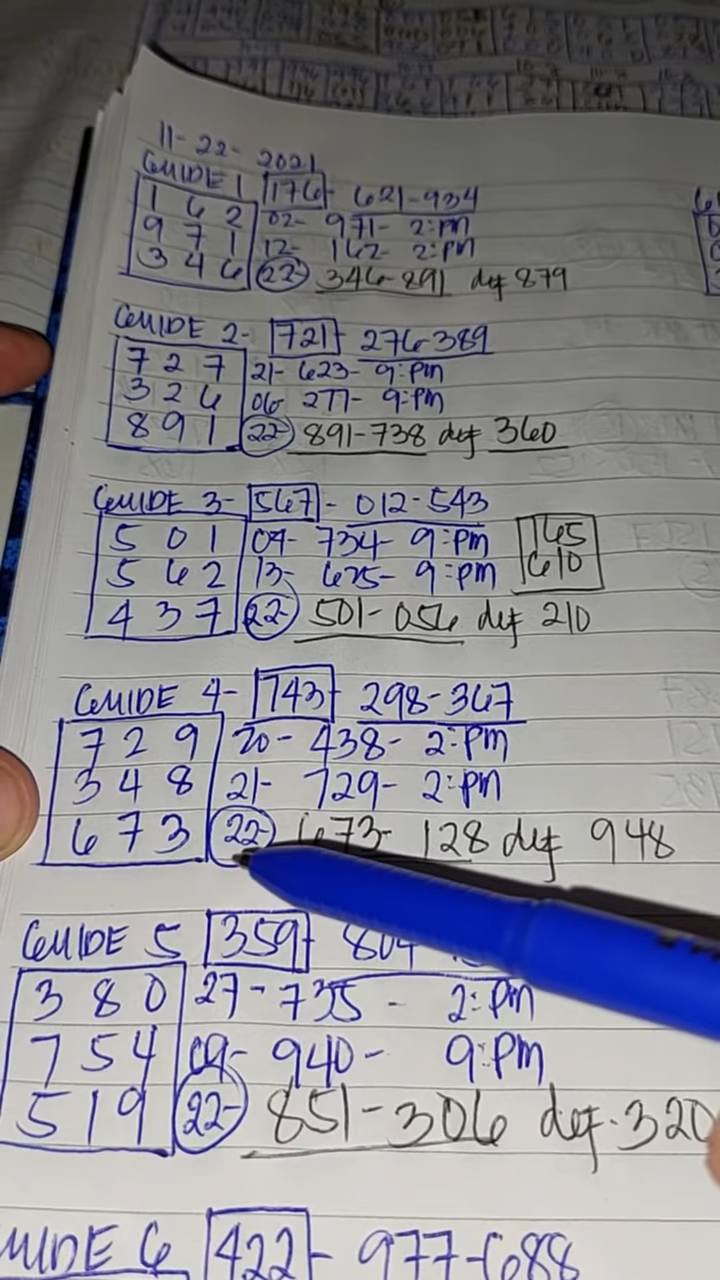 11-22-2021
GUIDE 1 176- 621-934
1 6 2 02- 971- 2:PM
9 7 1 12- 162- 2:PM
3 4 6 22- 346-891 def 879
GUIDE 2- 721- 276-389
7 2 7 21- 623- 9:PM
3 2 6 06- 277- 9:PM
8 9 1 22- 891-738 def 360
GUIDE 3- 567- 012-543
5 0 1 09- 734- 9:PM 165
5 6 2 13- 625- 9:PM 610
4 3 7 22- 501-056 def 210
GUIDE 4- 743- 298-367
7 2 9 20- 438- 2:PM
3 4 8 21- 729- 2:PM
6 7 3 22- 673- 128 def 948
GUIDE 5 359- 804
3 8 0 27- 735 - 2:PM
7 5 4 09- 940- 9:PM
5 1 9 22- 851-306 def. 320
GUIDE 6 422- 977-688